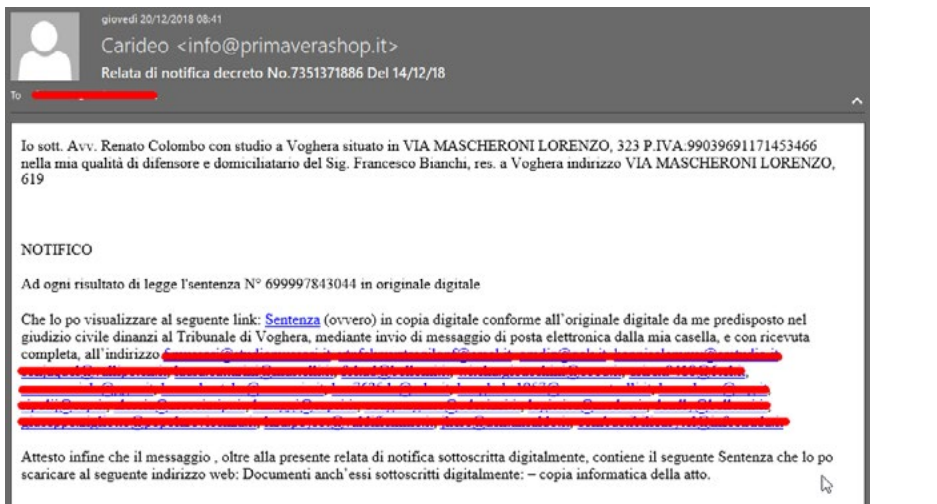 giovedì 20/12/2018 08:41
Carideo <info@primaverashop.it>
Relata di notifica decreto No.7351371886 Del 14/12/18
To
Io sott. Avv. Renato Colombo con studio a Voghera situato in VIA MASCHERONI LORENZO, 323 P.IVA:99039691171453466
nella mia qualità di difensore e domiciliatario del Sig. Francesco Bianchi, res. a Voghera indirizzo VIA MASCHERONI LORENZO,
619
NOTIFICO
Ad ogni risultato di legge l'sentenza N° 699997843044 in originale digitale
Che lo po visualizzare al seguente link: Sentenza (ovvero) in copia digitale conforme all’originale digitale da me predisposto nel
giudizio civile dinanzi al Tribunale di Voghera, mediante invio di messaggio di posta elettronica dalla mia casella, e con ricevuta
completa, all’indirizzo
Attesto infine che il messaggio , oltre alla presente relata di notifica sottoscritta digitalmente, contiene il seguente Sentenza che lo po
scaricare al seguente indirizzo web: Documenti anch’essi sottoscritti digitalmente: – copia informatica della atto.